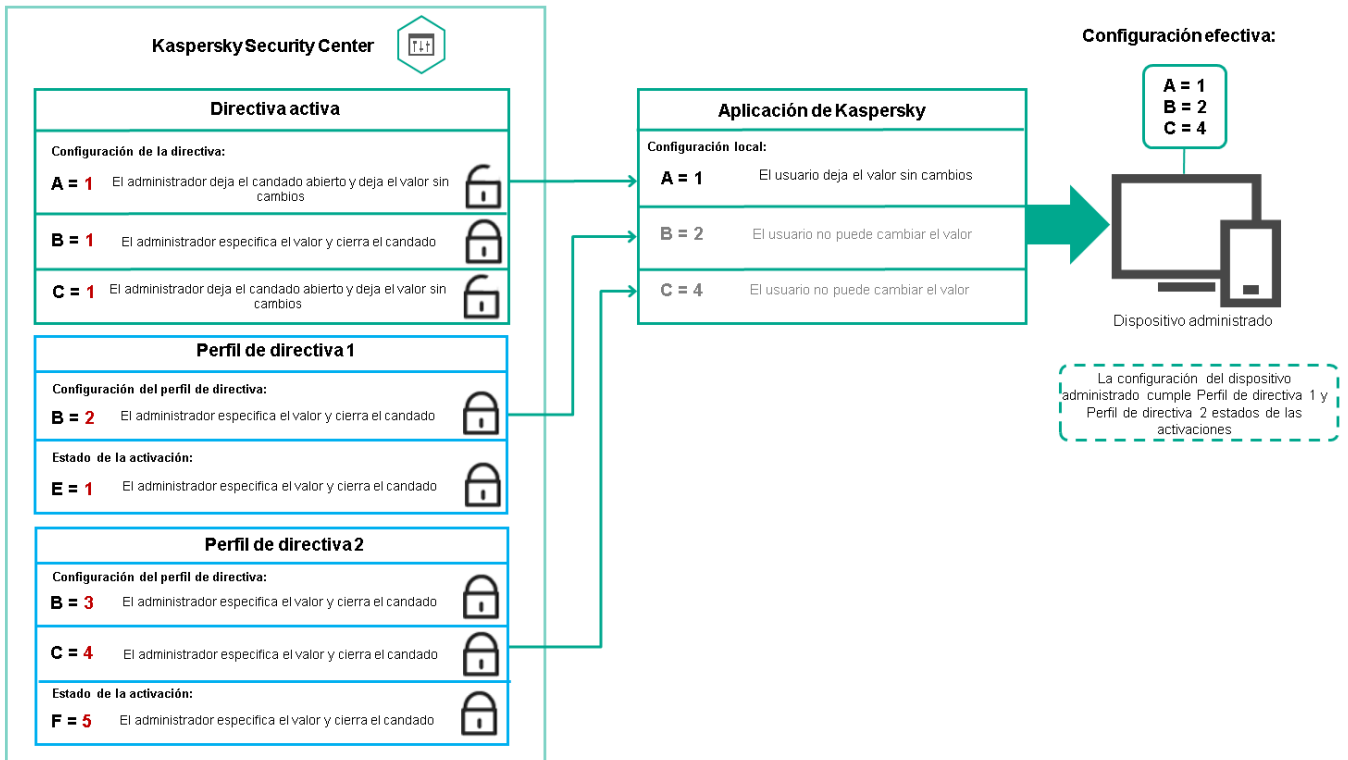 Kaspersky Security Center
Directiva activa
Configuración de la directiva:
A = 1
El administrador deja el candado abierto y deja el valor sin
cambios
B = 1
El administrador especifica el valor y cierra el candado
C = 1
El administrador deja el candado abierto y deja el valor sin
cambios
Perfil de directiva 1
Configuración del perfil de directiva:
B = 2
El administrador especifica el valor y cierra el candado
Estado de la activación:
E = 1
El administrador especifica el valor y cierra el candado
Perfil de directiva 2
Configuración del perfil de directiva:
B = 3
El administrador especifica el valor y cierra el candado
C = 4
El administrador especifica el valor y cierra el candado
Estado de la activación:
F = 5
El administrador especifica el valor y cierra el candado
Aplicación de Kaspersky
Configuración local:
A = 1
El usuario deja el valor sin cambios
B = 2
El usuario no puede cambiar el valor
C = 4
El usuario no puede cambiar el valor
Configuración efectiva:
A = 1
B = 2
C = 4
Dispositivo administrado
La configuración del dispositivo
administrado cumple Perfil de directiva 1 y
Perfil de directiva 2 estados de las
activaciones